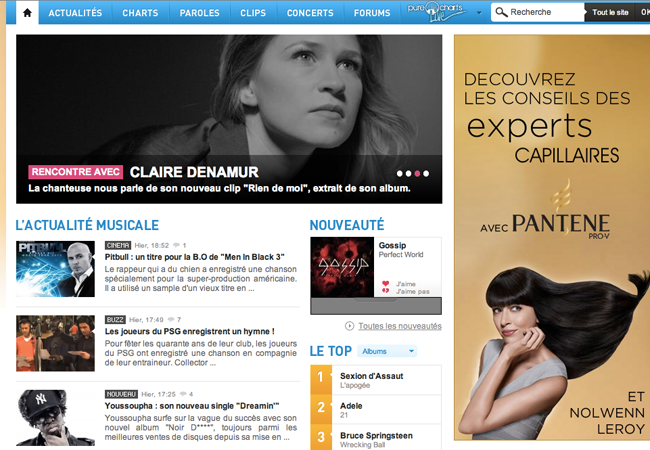 ACTUALITÉS CHARTS PAROLES CLIPS CONCERTS FORUMS pure charts Live Recherche Tout le site OK
RENCONTRE AVEC CLAIRE DENAMUR
La chanteuse nous parle de son nouveau clip "Rien de moi", extrait de son album.
L'ACTUALITÉ MUSICALE
PITBULL
CINEMA Hier, 18:52 1
Pitbull : un titre pour la B.O de "Men In Black 3"
Le rappeur qui a du chien a enregistré une chanson
spécialement pour la super-production américaine.
Il a utilisé un sample d'un vieux titre en ...
BUZZ Hier, 17:49 7
Les joueurs du PSG enregistrent un hymne !
Pour fêter les quarante ans de leur club, les joueurs
du PSG ont enregistré une chanson en compagnie
de leur entraineur. Collector ...
NOUVEAU Hier, 17:25 4
Youssoupha : son nouveau single "Dreamin'"
Youssoupha surfe sur la vague du succès avec son
nouvel album "Noir D****", toujours parmi les
meilleures ventes de disques depuis sa mise en ...
NOUVEAUTÉ
GOSSIP
Gossip
Perfect World
J'aime
J'aime pas
Toutes les nouveautés
LE TOP Albums
1 Sexion d'Assaut
L'apogée
2 Adele
21
3 Bruce Springsteen
Wrecking Ball
DECOUVREZ
LES CONSEILS DES
experts
CAPILLAIRES
AVEC PANTENE
PRO-V
ET
NOLWENN
LEROY